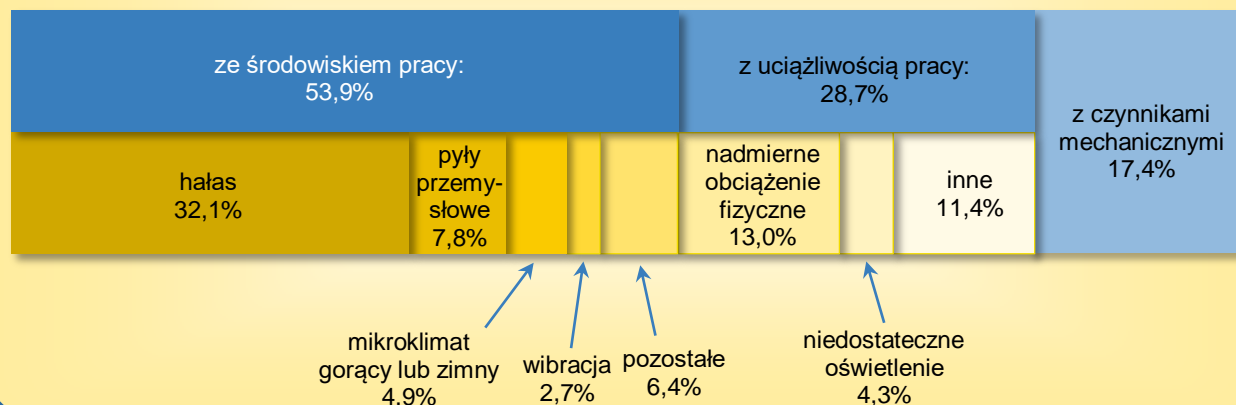 ze środowiskiem pracy:
53,9%
z uciążliwością pracy:
28,7%
z czynnikami
mechanicznymi
17,4%
hałas
32,1%
pyły
przemy-
słowe
7,8%
nadmierne
obciążenie
fizyczne
13,0%
inne
11,4%
mikroklimat
gorący lub zimny
4,9%
wibracja
2,7%
pozostałe
6,4%
niedostateczne
oświetlenie
4,3%